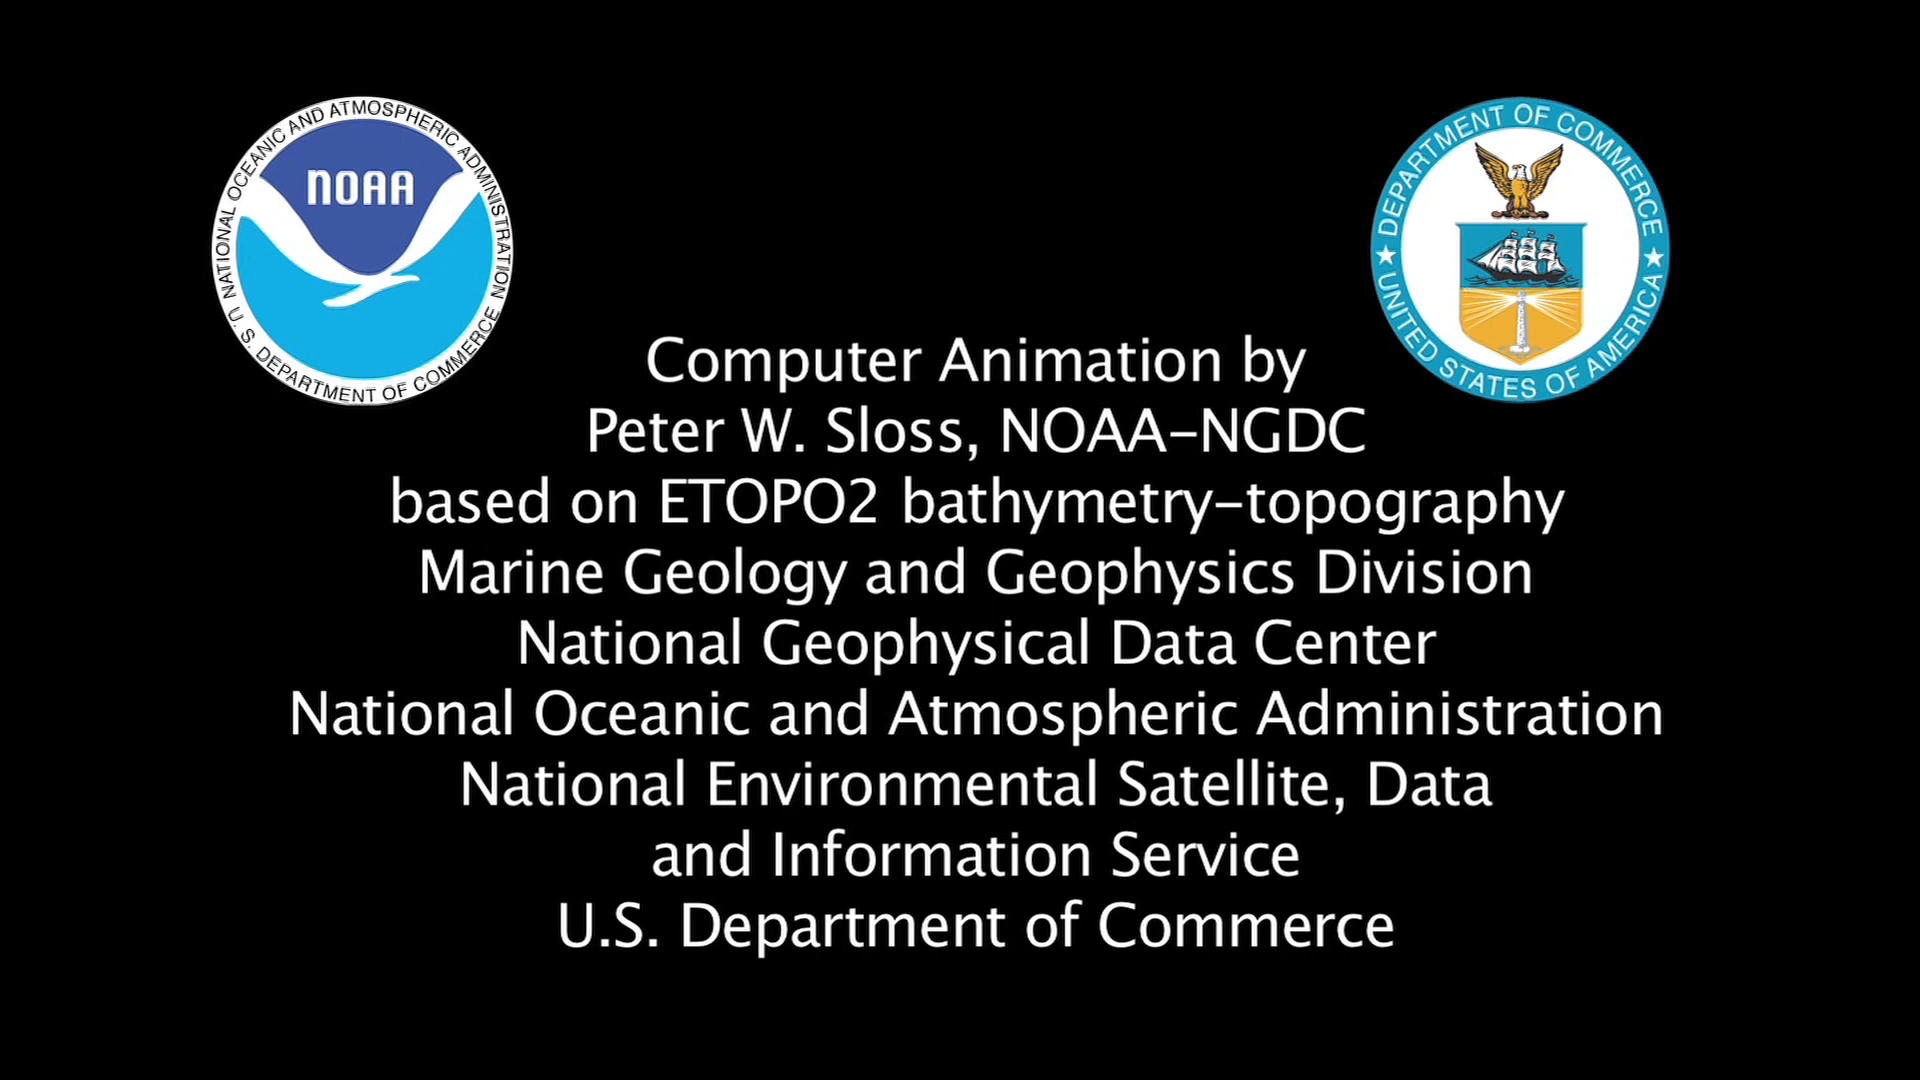 NATIONAL OCEANIC AND ATMOSPHERIC ADMINISTRATION
NOAA
U. S. DEPARTMENT OF COMMERCE
DEPARTMENT OF COMMERCE
UNITED STATES OF AMERICA
Computer Animation by
Peter W. Sloss, NOAA-NGDC
based on ETOPO2 bathymetry-topography
Marine Geology and Geophysics Division
National Geophysical Data Center
National Oceanic and Atmospheric Administration
National Environmental Satellite, Data
and Information Service
U.S. Department of Commerce